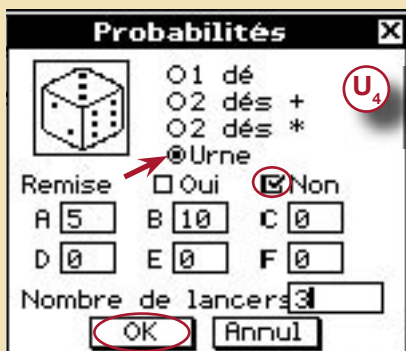 Probabilités
1 dé
2 dés +
2 dés *
Urne
U4
Remise Oui Non
A 5 B 10 C 0
D 0 E 0 F 0
Nombre de lancers 3
OK Annul